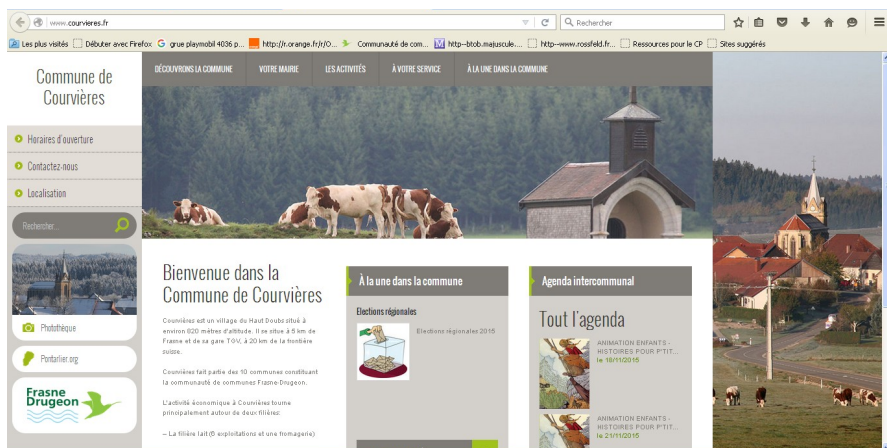 www.courvieres.fr
Rechercher
Les plus visités Débuter avec Firefox grue playmobil 4036 p... http://r.orange.fr/r/O... Communauté de com... http--btob.majuscule.... http--www.rossfeld.fr... Ressources pour le CP Sites suggérés
Commune de
Courvières
DÉCOUVRONS LA COMMUNE VOTRE MAIRIE LES ACTIVITÉS À VOTRE SERVICE À LA UNE DANS LA COMMUNE
Horaires d'ouverture
Contactez-nous
Localisation
Rechercher...
Photothèque
Pontarlier.org
Frasne
Drugeon
Bienvenue dans la
Commune de Courvières
Courvières est un village du Haut Doubs situé à
environ 820 mètres d'altitude. Il se situe à 5 km de
Frasne et de sa gare TGV, à 20 km de la frontière
suisse.
Courvières fait partie des 10 communes constituant
la communauté de communes Frasne-Drugeon.
L'activité économique à Courvières tourne
principalement autour de deux filières:
– La filière lait (6 exploitations et une fromagerie)
À la une dans la commune
Elections régionales
Elections régionales 2015
Agenda intercommunal
Tout l'agenda
ANIMATION ENFANTS -
HISTOIRES POUR P'TIT...
le 18/11/2015
ANIMATION ENFANTS -
HISTOIRES POUR P'TIT...
le 21/11/2015